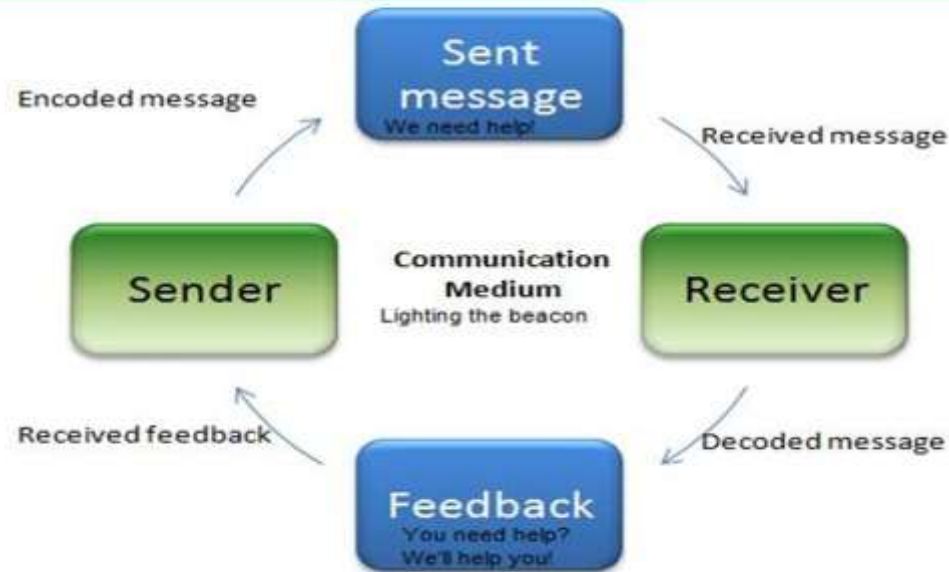 Sent
message
We need help!
Encoded message
Received message
Sender
Communication
Medium
Lighting the beacon
Receiver
Received feedback
Decoded message
Feedback
You need help?
We'll help you!